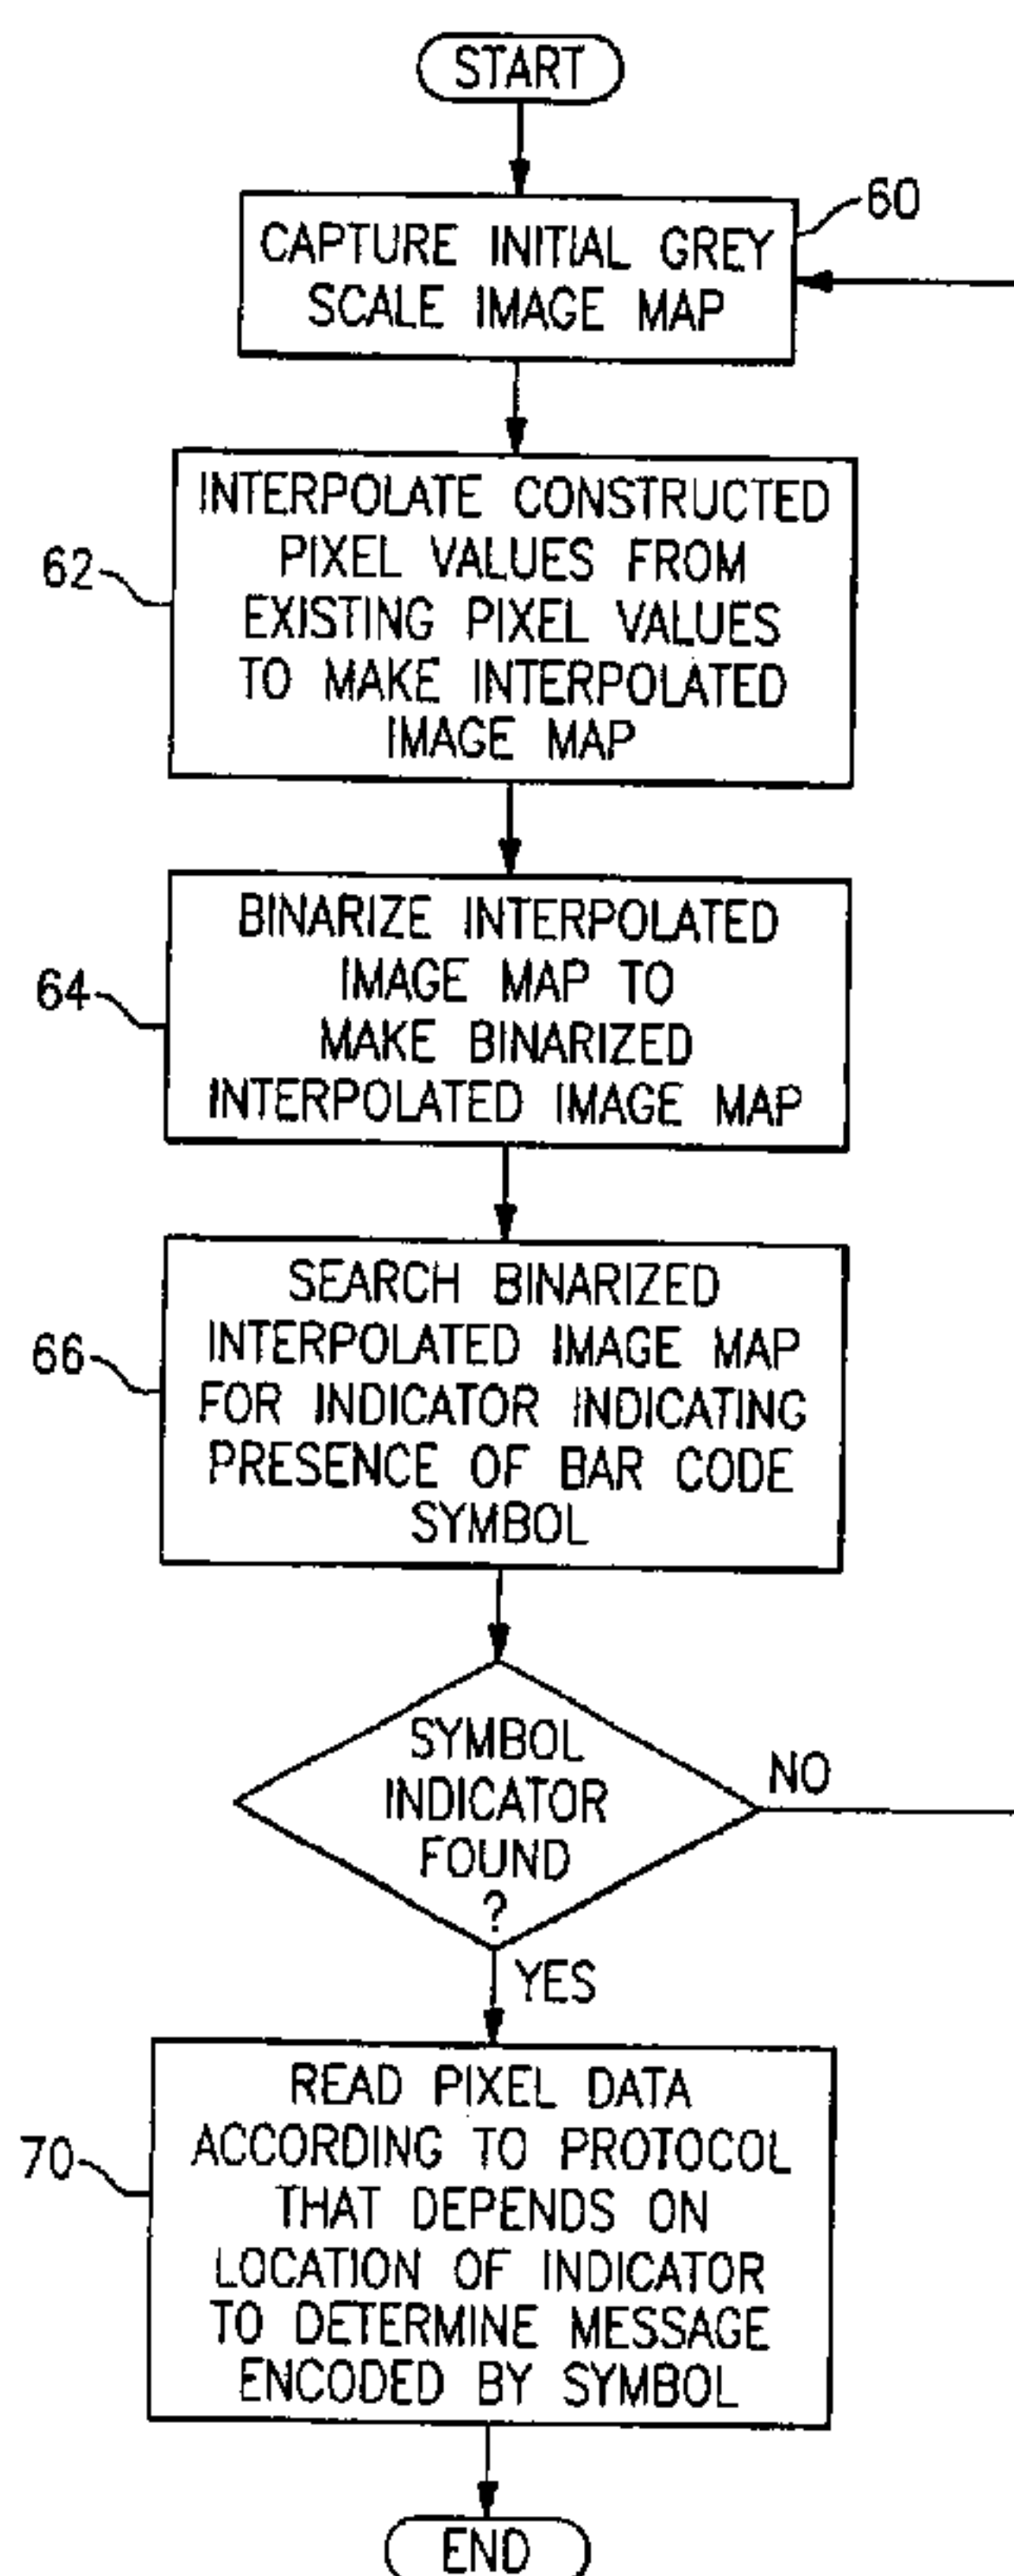 START
60
CAPTURE INITIAL GREY
SCALE IMAGE MAP
62
INTERPOLATE CONSTRUCTED
PIXEL VALUES FROM
EXISTING PIXEL VALUES
TO MAKE INTERPOLATED
IMAGE MAP
64
BINARIZE INTERPOLATED
IMAGE MAP TO
MAKE BINARIZED
INTERPOLATED IMAGE MAP
66
SEARCH BINARIZED
INTERPOLATED IMAGE MAP
FOR INDICATOR INDICATING
PRESENCE OF BAR CODE
SYMBOL
SYMBOL
INDICATOR
FOUND
?
NO
YES
70
READ PIXEL DATA
ACCORDING TO PROTOCOL
THAT DEPENDS ON
LOCATION OF INDICATOR
TO DETERMINE MESSAGE
ENCODED BY SYMBOL
END